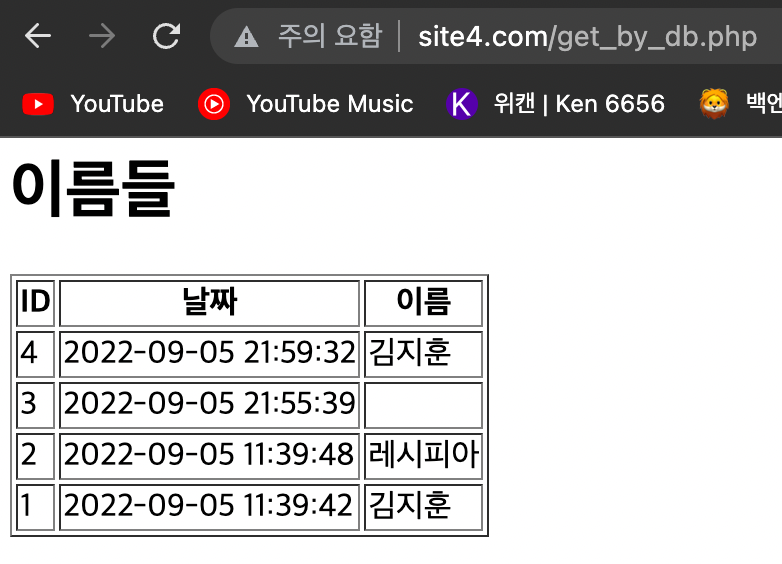 주의 요함 | site4.com/get_by_db.php
YouTube YouTube Music K 위캔 | Ken 6656 백엔
이름들
ID 날짜 이름
4 2022-09-05 21:59:32 김지훈
3 2022-09-05 21:55:39
2 2022-09-05 11:39:48 레시피아
1 2022-09-05 11:39:42 김지훈